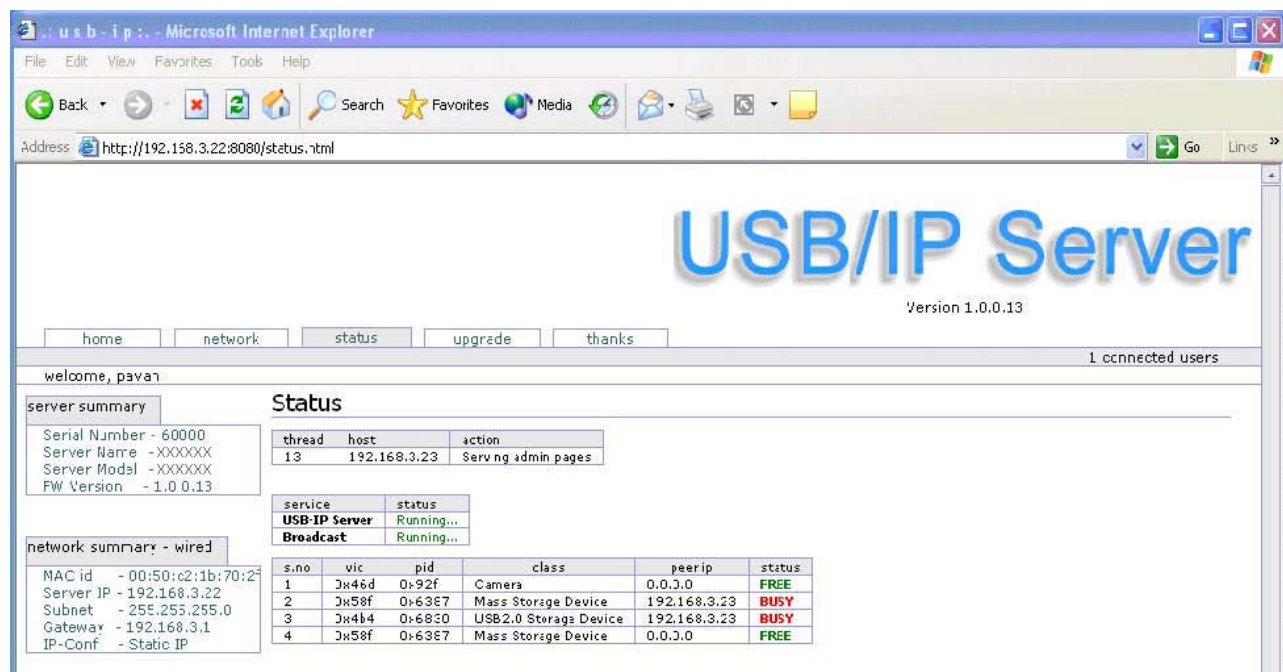 .: u s b - i p :. - Microsoft Internet Explorer
File Edit View Favorites Tools Help
Back Search Favorites Media
Address http://192.168.3.22:8080/status.html Go Links »
USB/IP Server
Version 1.0.0.13
home network status upgrade thanks
1 connected users
welcome, pavan
server summary
Serial Number - 60000
Server Name - XXXXXX
Server Model - XXXXXX
FW Version - 1.0.0.13
network summary - wired
MAC id - 00:50:c2:1b:70:2
Server IP - 192.168.3.22
Subnet - 255.255.255.0
Gateway - 192.168.3.1
IP-Conf - Static IP
Status
thread host action
13 192.168.3.23 Serving admin pages
service status
USB-IP Server Running...
Broadcast Running...
s.no vid pid class peer ip status
1 0x46d 0x92f Camera 0.0.0.0 FREE
2 0x58f 0x6387 Mass Storage Device 192.168.3.23 BUSY
3 0x4b4 0x6830 USB2.0 Storage Device 192.168.3.23 BUSY
4 0x58f 0x6387 Mass Storage Device 0.0.0.0 FREE